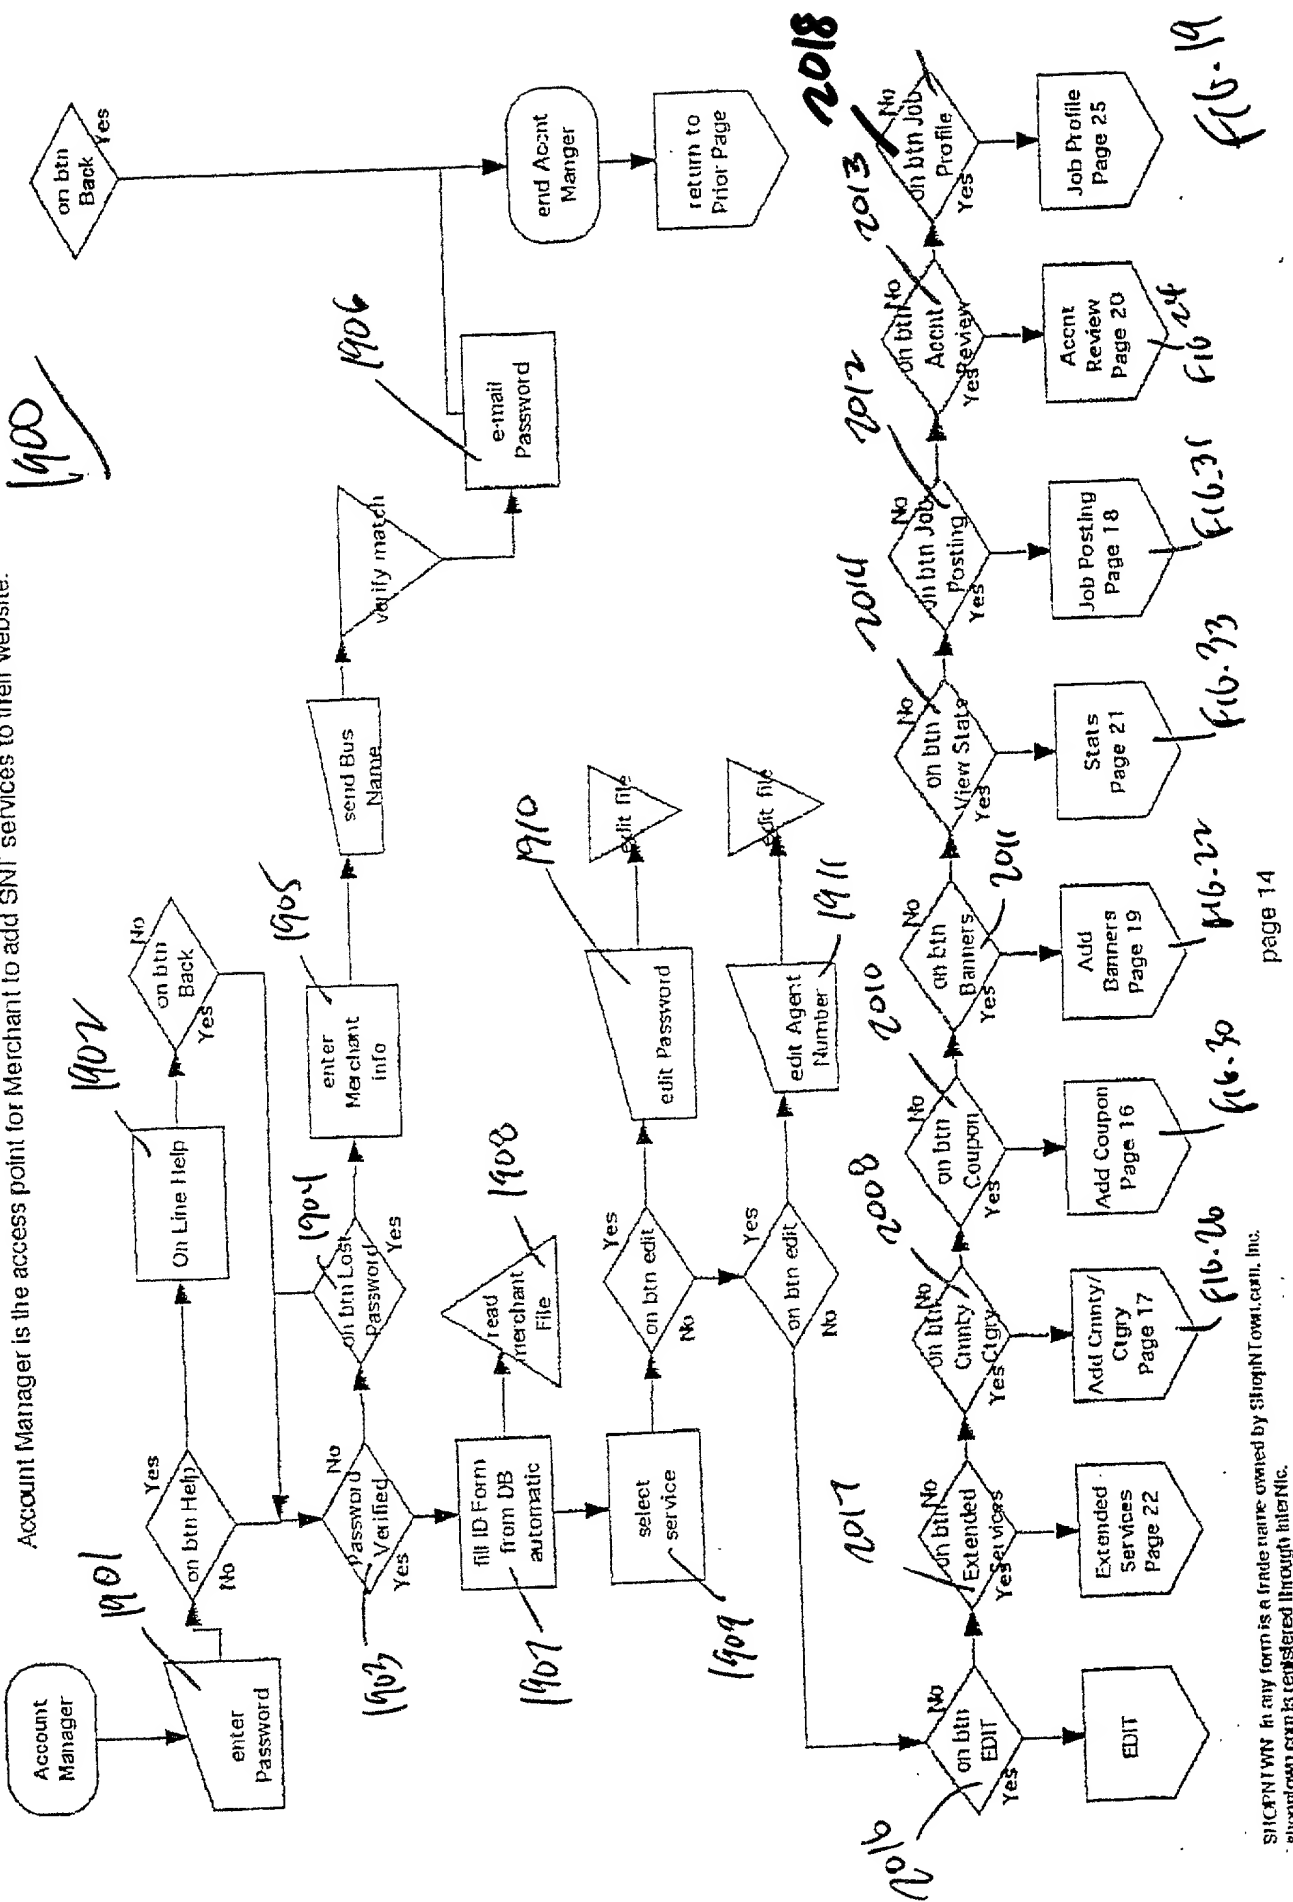 Account Manager is the access point for Merchant to add SNT services to their website.
1900
Account
Manager
1901
enter
Password
on btn Help
Yes
No
On Line Help
1902
on btn
Back
No
Yes
Password
Verified
No
Yes
1903
on btn Lost
Password
Yes
1904
enter
Merchant
info
1905
send Bus
Name
verify match
e-mail
Password
1906
on btn
Back
Yes
end Accnt
Manger
return to
Prior Page
fill ID Form
from DB
automatic
1907
read
merchant
File
1908
select
service
1909
on btn edit
Yes
No
edit Password
1910
edit file
on btn edit
Yes
No
edit Agent
Number
1911
edit file
on btn
EDIT
No
Yes
2016
EDIT
on btn
Extended
Services
No
Yes
2017
Extended
Services
Page 22
on btn
Cmnty
Ctgry
No
Yes
2008
Add Cmnty/
Ctgry
Page 17
FIG.26
on btn
Coupon
No
Yes
2010
Add Coupon
Page 16
FIG.30
on btn
Banners
No
Yes
2011
Add
Banners
Page 19
FIG.22
on btn
View Stats
No
Yes
2014
Stats
Page 21
FIG.33
on btn Job
Posting
No
Yes
2012
Job Posting
Page 18
FIG.31
on btn
Accnt
Review
No
Yes
2013
Accnt
Review
Page 20
FIG 24
on btn Job
Profile
No
Yes
2018
Job Profile
Page 25
FIG.19
page 14
SHOPNTWN in any form is a trade name owned by ShopNTown.com. Inc.
shopntown.com is registered through InterNic.